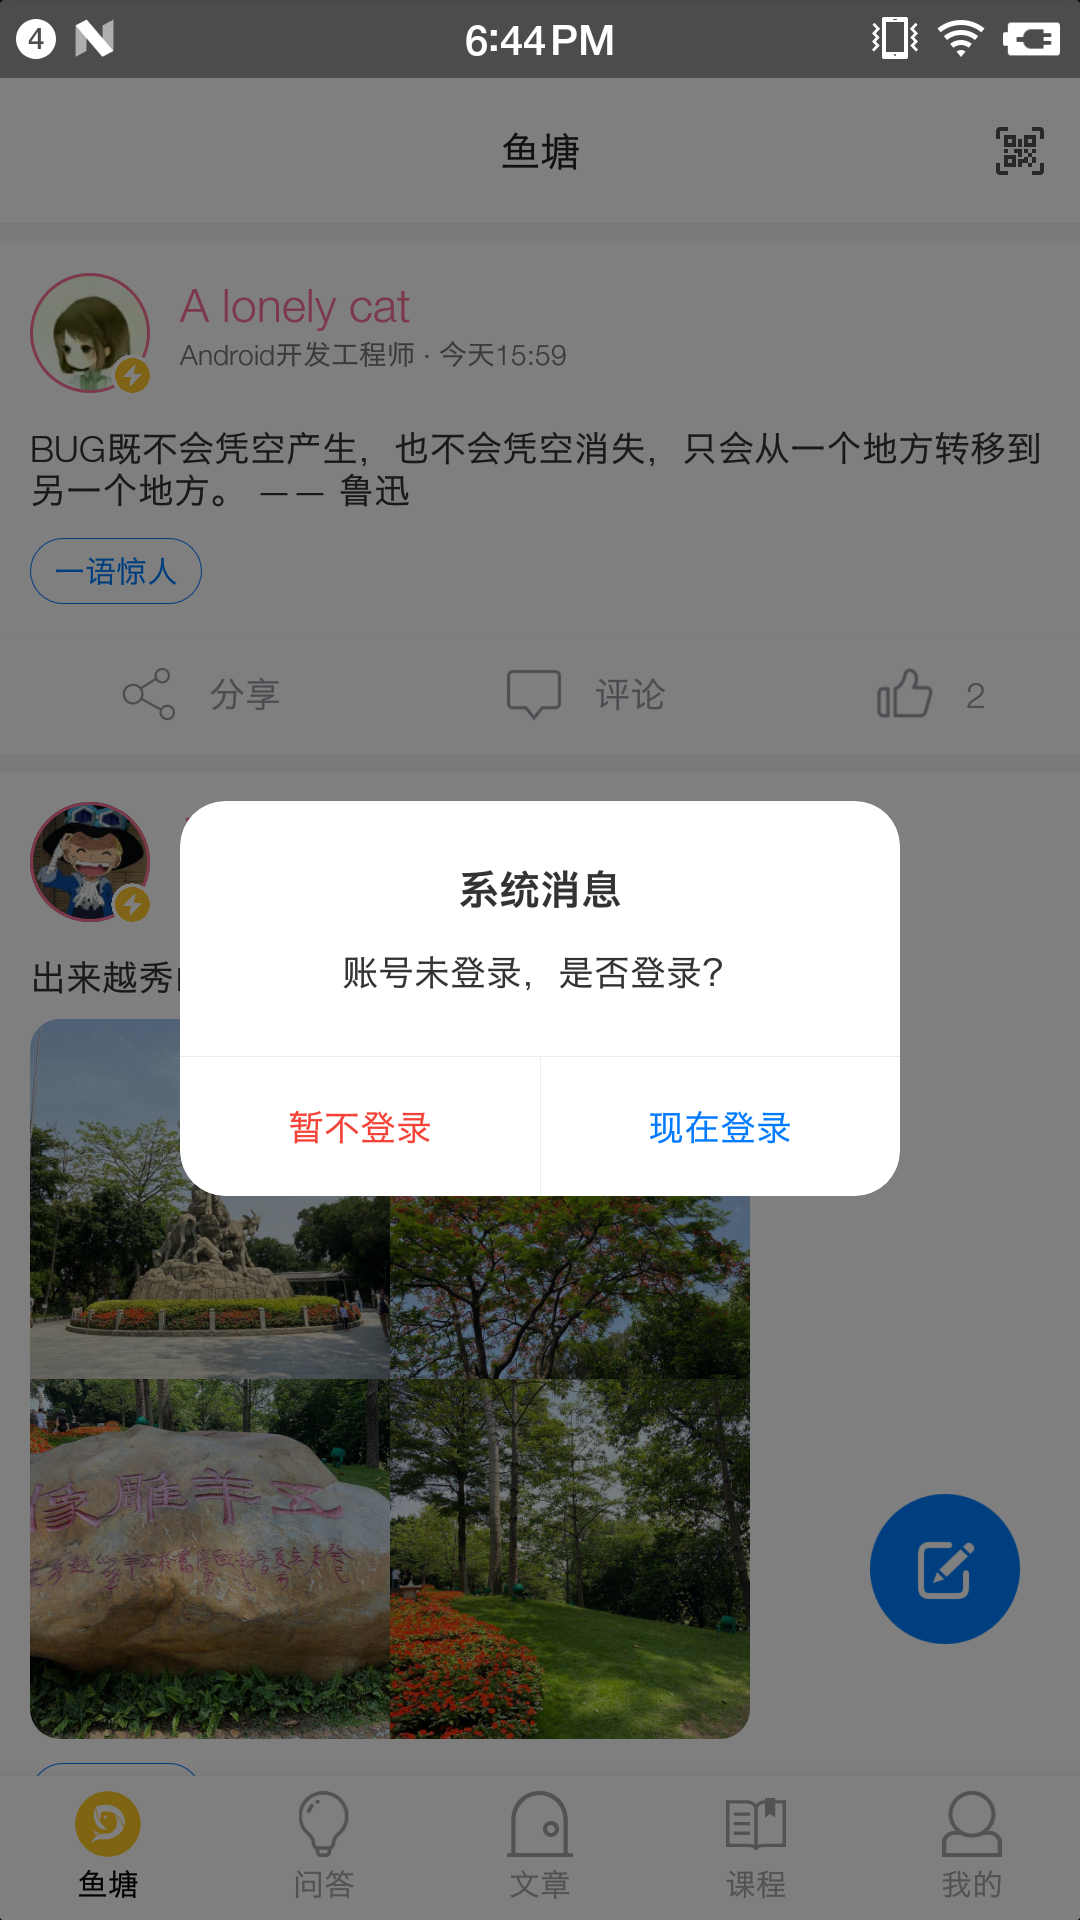 4
6:44PM
鱼塘
A lonely cat
Android开发工程师 · 今天15:59
BUG既不会凭空产生，也不会凭空消失，只会从一个地方转移到
另一个地方。 —— 鲁迅
一语惊人
分享
评论
2
出来越秀
系统消息
账号未登录，是否登录？
暂不登录
现在登录
像雕羊五
鱼塘
问答
文章
课程
我的